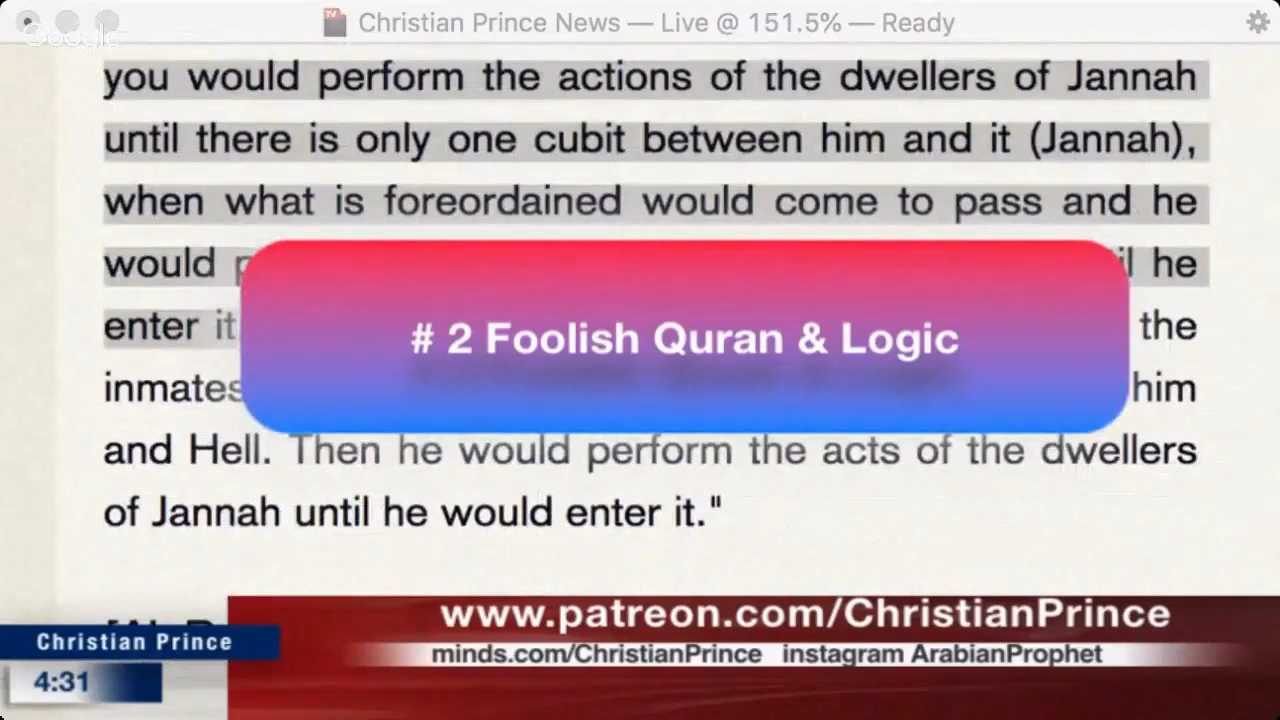 Christian Prince News — Live @ 151.5% — Ready
Google
you would perform the actions of the dwellers of Jannah
until there is only one cubit between him and it (Jannah),
when what is foreordained would come to pass and he
would he
enter it the
# 2 Foolish Quran & Logic
inmates him
and Hell. Then he would perform the acts of the dwellers
of Jannah until he would enter it."
www.patreon.com/ChristianPrince
Christian Prince
minds.com/ChristianPrince instagram ArabianProphet
4:31